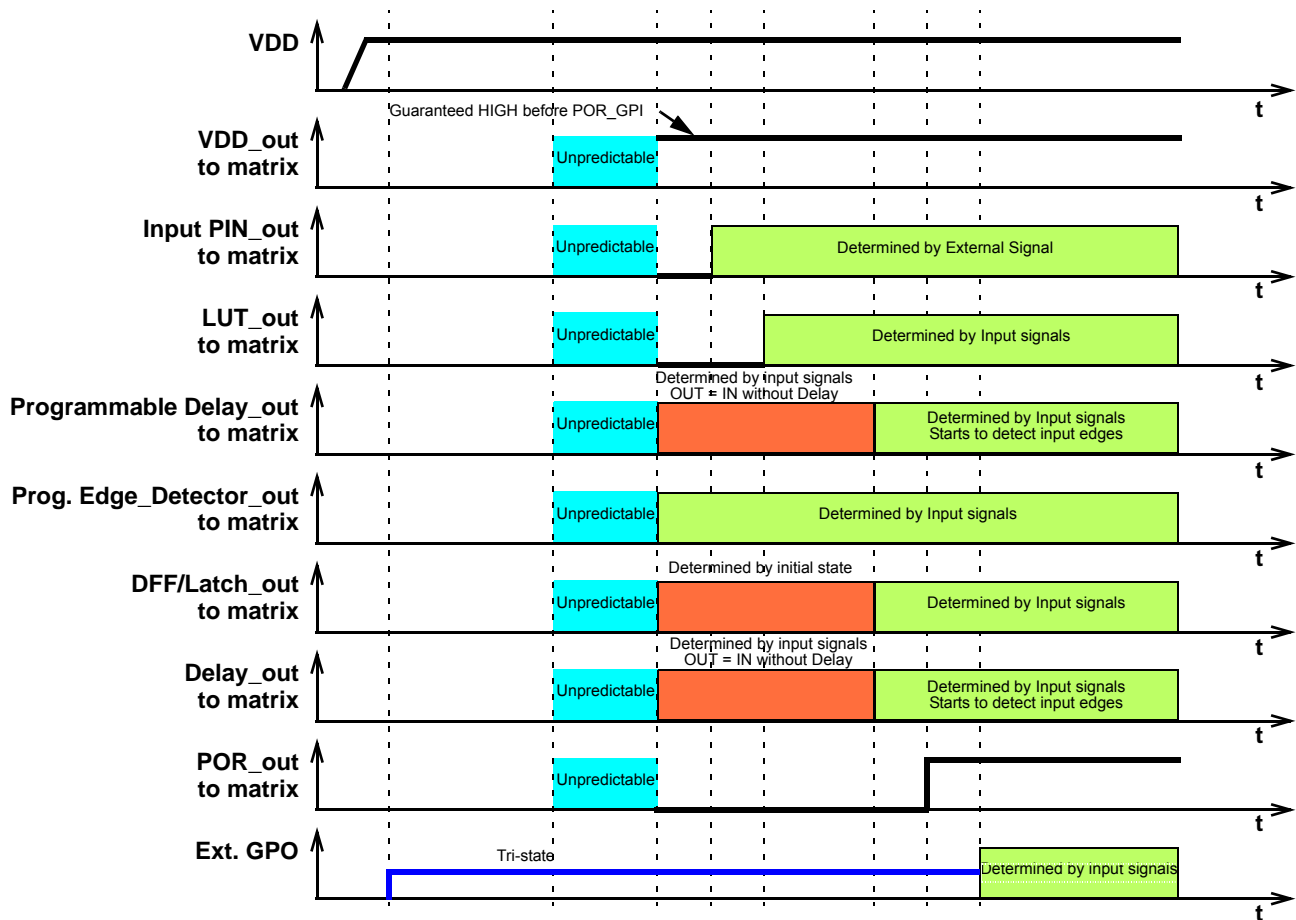 VDD
t
Guaranteed HIGH before POR_GPI
VDD_out
to matrix
Unpredictable
t
Input PIN_out
to matrix
Unpredictable
Determined by External Signal
t
LUT_out
to matrix
Unpredictable
Determined by Input signals
t
Determined by input signals
OUT = IN without Delay
Programmable Delay_out
to matrix
Unpredictable
Determined by Input signals
Starts to detect input edges
t
Prog. Edge_Detector_out
to matrix
Unpredictable
Determined by Input signals
t
Determined by initial state
DFF/Latch_out
to matrix
Unpredictable
Determined by Input signals
t
Determined by input signals
OUT = IN without Delay
Delay_out
to matrix
Unpredictable
Determined by Input signals
Starts to detect input edges
t
POR_out
to matrix
Unpredictable
t
Ext. GPO
Tri-state
Determined by input signals
t